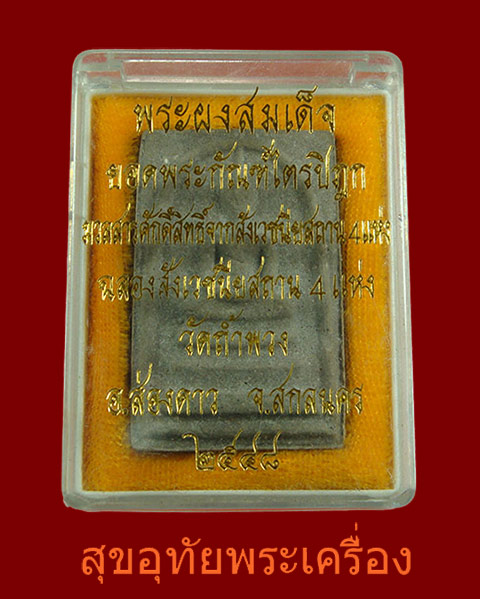 พระผงสมเด็จ
ยอดพระกัณฑ์ไตรปิฎก
มวลสารศักดิ์สิทธิ์จากสังเวชนียสถาน 4 แห่ง
ฉลองสังเวชนียสถาน 4 แห่ง
วัดถ้ำพวง
อ.ส่องดาว จ.สกลนคร
๒๕๔๘
สุขอุทัยพระเครื่อง